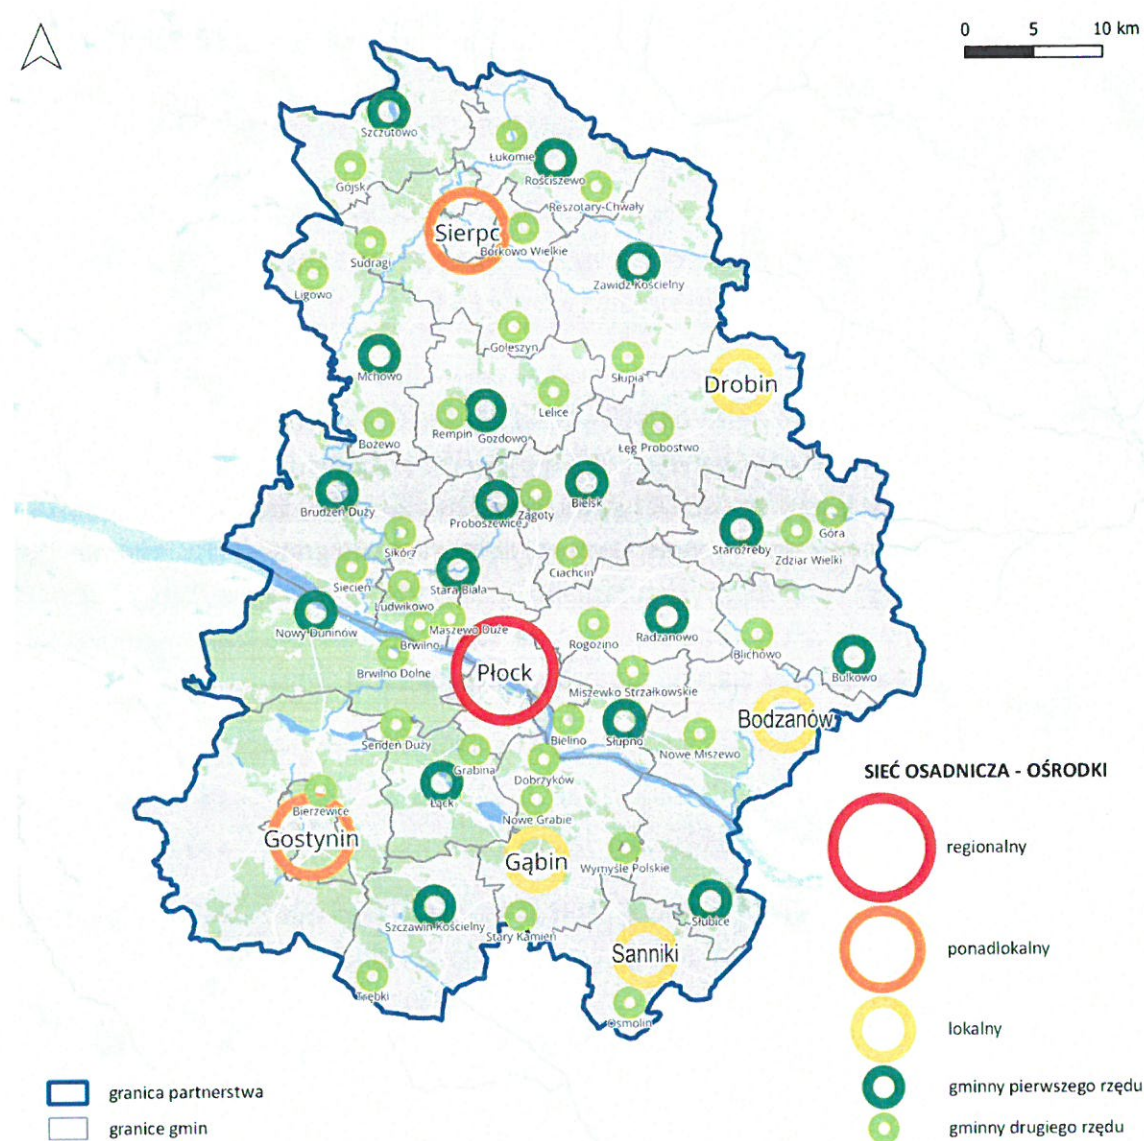 0 5 10 km
Szczutowo
Łukomie
Rościszewo
Gójsk
Reszotary-Chwały
Sierpc
Borkowo Wielkie
Sudragi
Zawidz Kościelny
Ligowo
Goleszyn
Mchowo
Słupia
Drobin
Lelice
Rempin
Gozdowo
Bożewo
Łęg Probostwo
Brudzeń Duży
Proboszewice
Zągoty
Bielsk
Góra
Staroźreby
Zdziar Wielki
Sikórz
Ciachcin
Siecień
Stara Biała
Ludwikowo
Nowy Duninów
Maszewo Duże
Brwilno
Rogozino
Radzanowo
Blichowo
Brwilno Dolne
Płock
Bulkowo
Miszewko Strzałkowskie
Bodzanów
Sendeń Duży
Bielino
Słupno
Nowe Miszewo
Grabina
Dobrzyków
Łąck
Bierzewice
Nowe Grabie
Gostynin
Gąbin
Wymyśle Polskie
Szczawin Kościelny
Stary Kamień
Słubice
Sanniki
Trębki
Osmolin
SIEĆ OSADNICZA - OŚRODKI
regionalny
ponadlokalny
lokalny
gminny pierwszego rzędu
gminny drugiego rzędu
granica partnerstwa
granice gmin